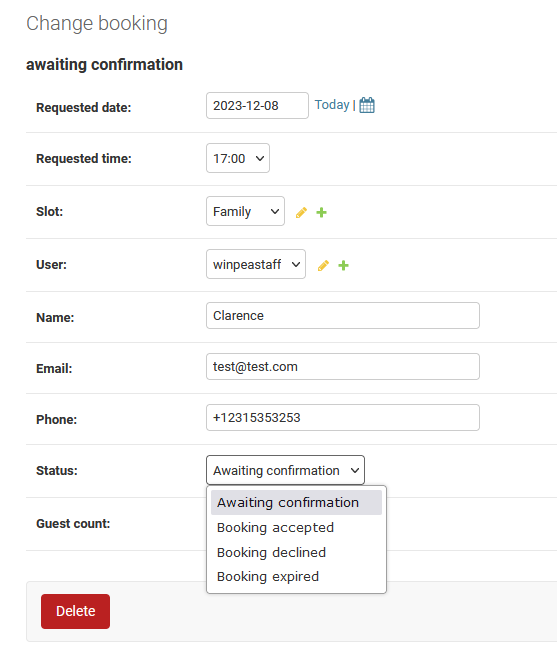 Change booking
awaiting confirmation
Requested date: 2023-12-08 Today |
Requested time: 17:00
Slot: Family
User: winpeastaff
Name: Clarence
Email: test@test.com
Phone: +12315353253
Status: Awaiting confirmation
Awaiting confirmation
Booking accepted
Guest count:
Booking declined
Booking expired
Delete